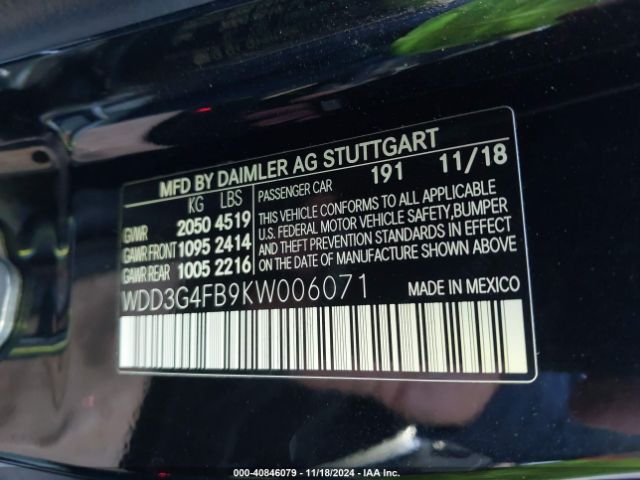 MFD BY DAIMLER AG STUTTGART
KG LBS
GVWR 2050 4519
GAWR FRONT 1095 2414
GAWR REAR 1005 2216
PASSENGER CAR 191 11/18
THIS VEHICLE CONFORMS TO ALL APPLICABLE
U.S. FEDERAL MOTOR VEHICLE SAFETY,BUMPER
AND THEFT PREVENTION STANDARDS IN EFFECT
ON THE DATE OF MANUFACTURE SHOWN ABOVE
WDD3G4FB9KW006071 MADE IN MEXICO
000-40846079 - 11/18/2024 - IAA Inc.